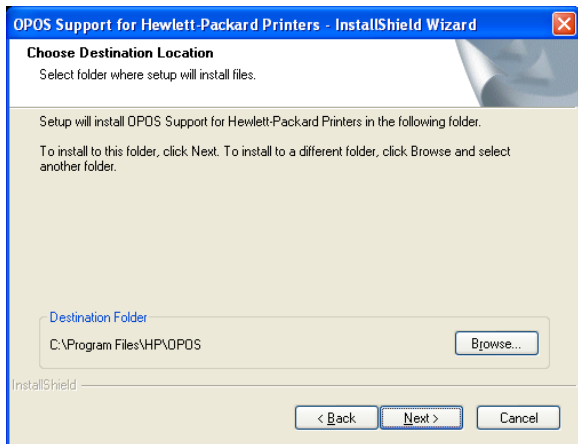 OPOS Support for Hewlett-Packard Printers - InstallShield Wizard
Choose Destination Location
Select folder where setup will install files.
Setup will install OPOS Support for Hewlett-Packard Printers in the following folder.
To install to this folder, click Next. To install to a different folder, click Browse and select
another folder.
Destination Folder
C:\Program Files\HP\OPOS
Browse...
InstallShield
< Back
Next >
Cancel